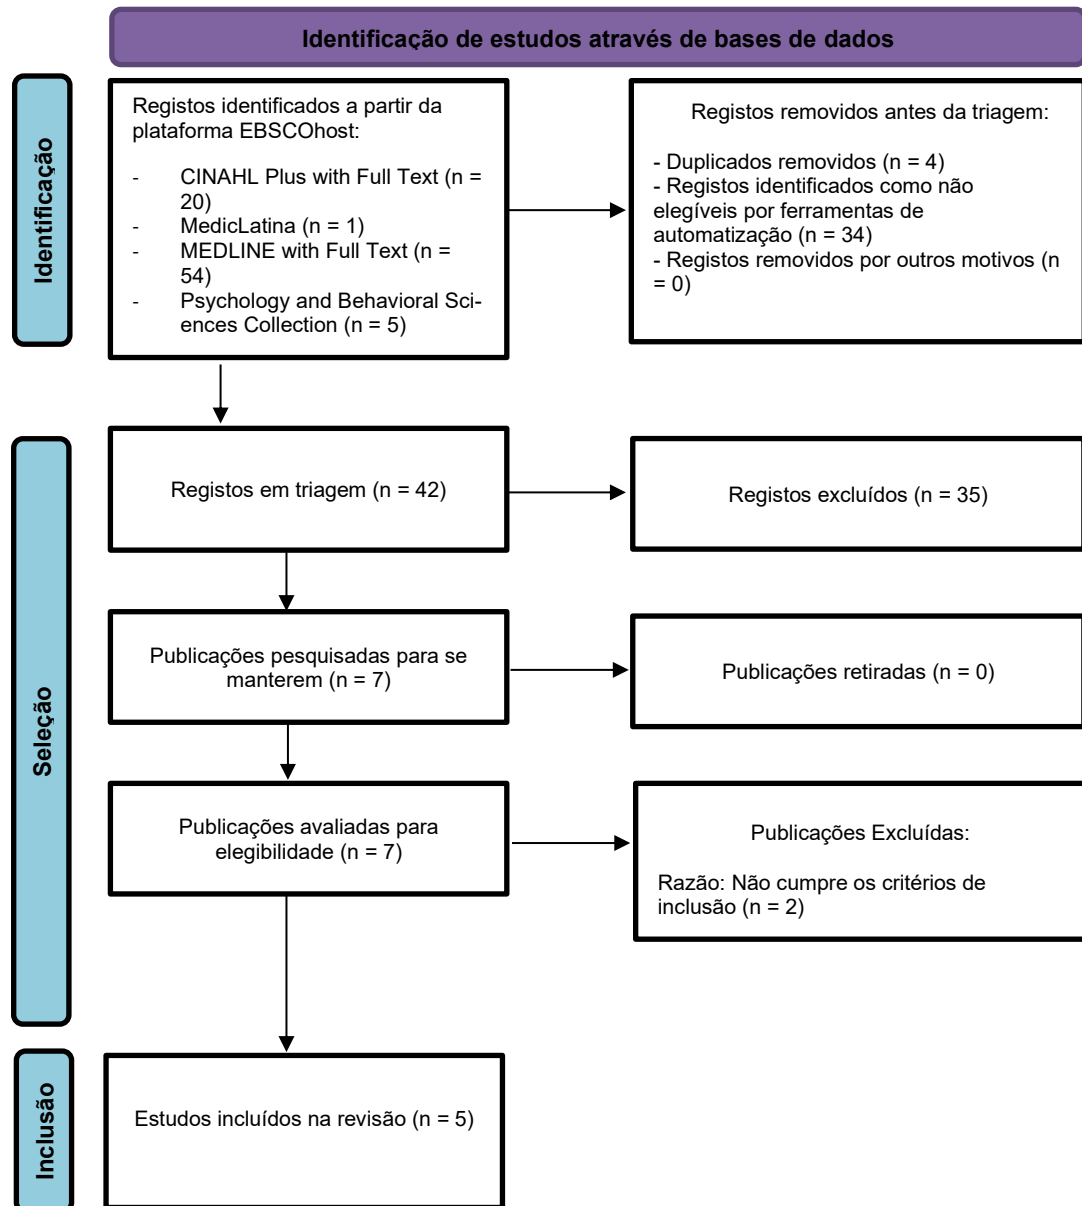 Identificação de estudos através de bases de dados
Identificação
Registos identificados a partir da
plataforma EBSCOhost:
- CINAHL Plus with Full Text (n =
20)
- MedicLatina (n = 1)
- MEDLINE with Full Text (n =
54)
- Psychology and Behavioral Sci-
ences Collection (n = 5)
Registos removidos antes da triagem:
- Duplicados removidos (n = 4)
- Registos identificados como não
elegíveis por ferramentas de
automatização (n = 34)
- Registos removidos por outros motivos (n
= 0)
Seleção
Registos em triagem (n = 42)
Registos excluídos (n = 35)
Publicações pesquisadas para se
manterem (n = 7)
Publicações retiradas (n = 0)
Publicações avaliadas para
elegibilidade (n = 7)
Publicações Excluídas:
Razão: Não cumpre os critérios de
inclusão (n = 2)
Inclusão
Estudos incluídos na revisão (n = 5)